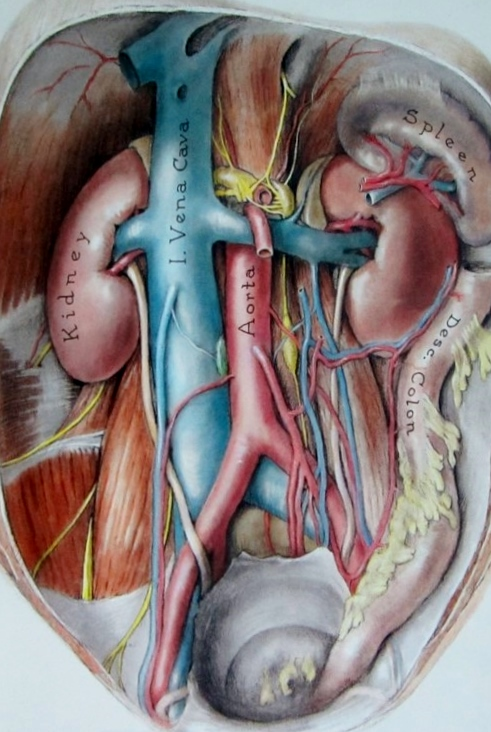 Spleen
I. Vena Cava
Kidney
Aorta
Desc. Colon